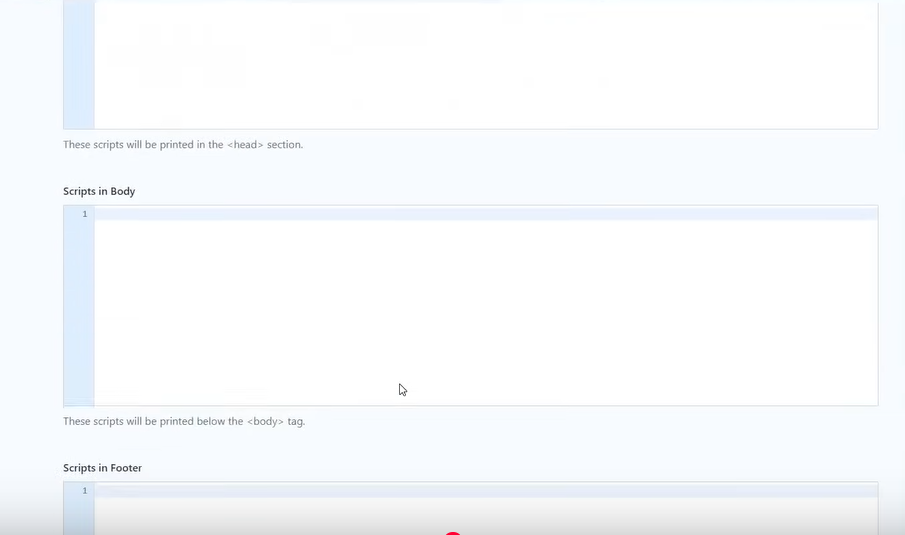 These scripts will be printed in the <head> section.
Scripts in Body
1
These scripts will be printed below the <body> tag.
Scripts in Footer
1